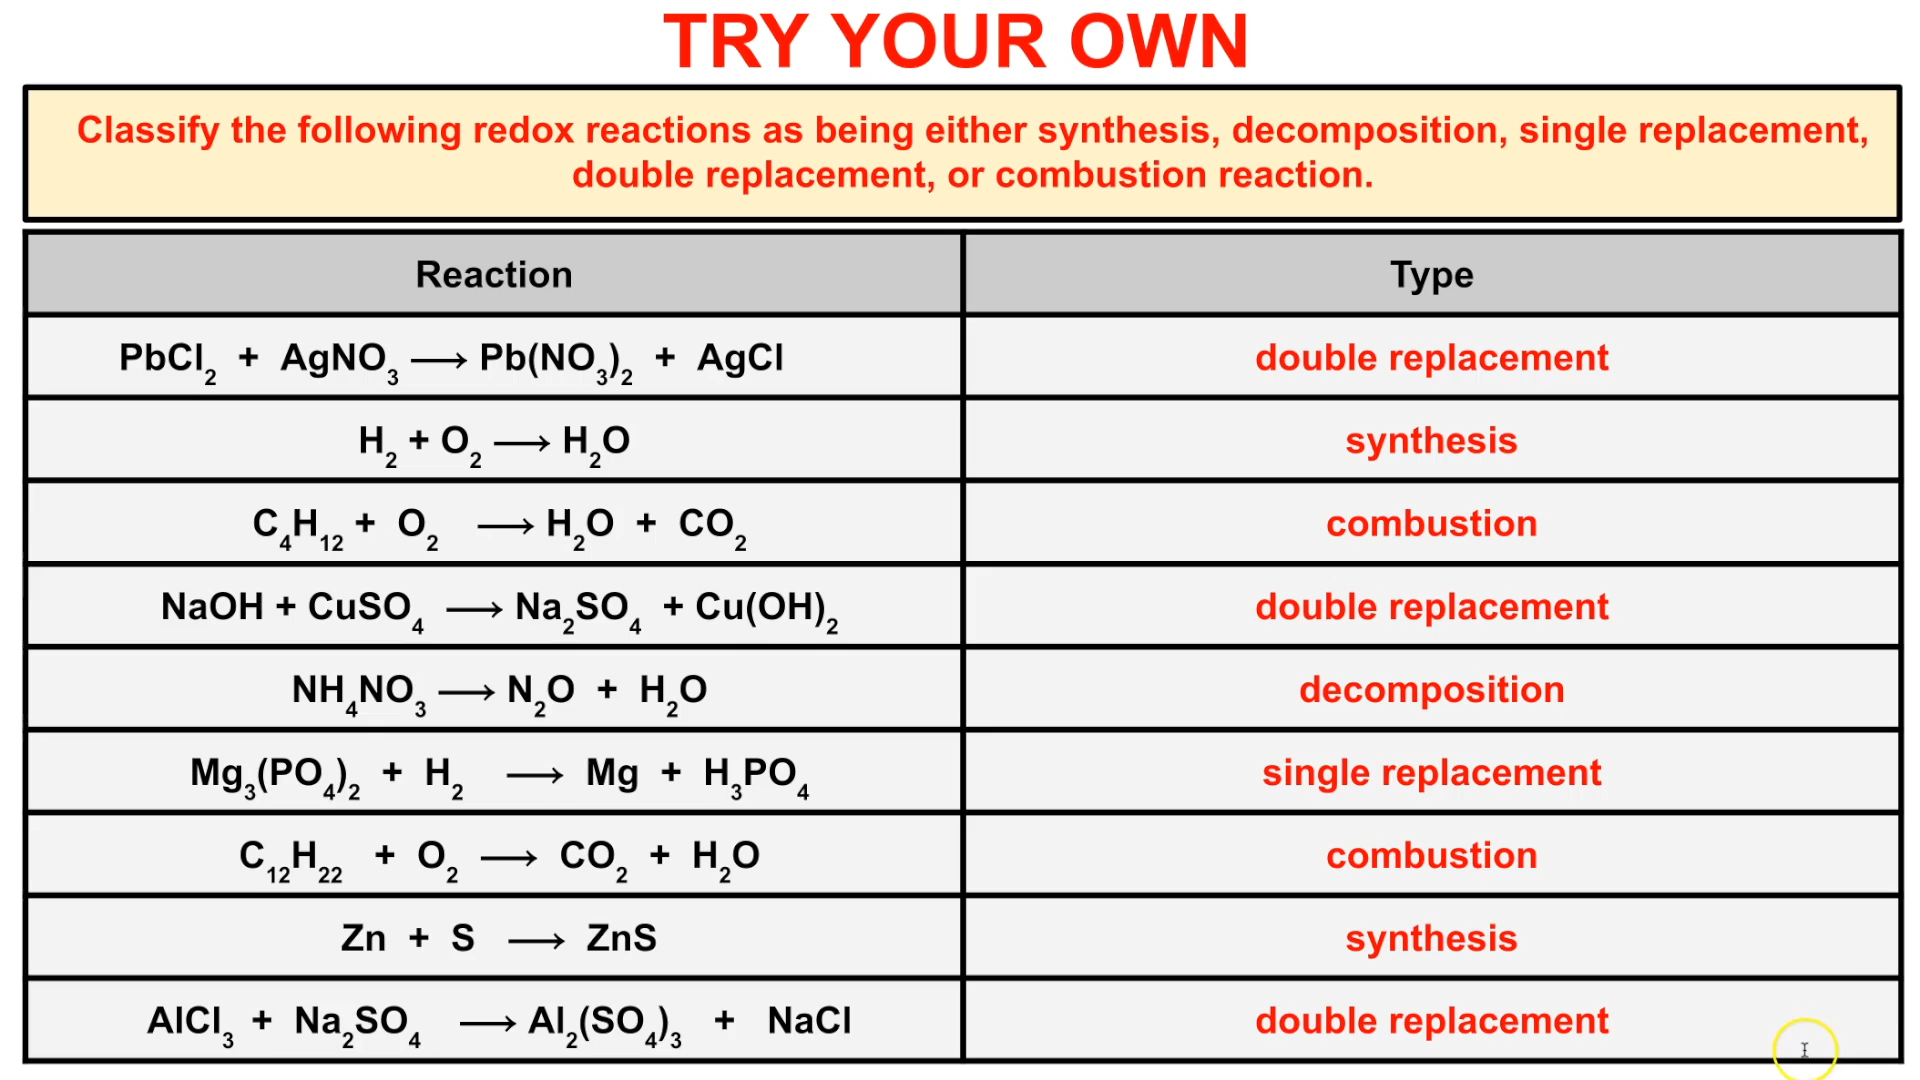 TRY YOUR OWN
Classify the following redox reactions as being either synthesis, decomposition, single replacement,
double replacement, or combustion reaction.
Reaction Type
PbCl₂ + AgNO₃ ⟶ Pb(NO₃)₂ + AgCl double replacement
H₂ + O₂ ⟶ H₂O synthesis
C₄H₁₂ + O₂ ⟶ H₂O + CO₂ combustion
NaOH + CuSO₄ ⟶ Na₂SO₄ + Cu(OH)₂ double replacement
NH₄NO₃ ⟶ N₂O + H₂O decomposition
Mg₃(PO₄)₂ + H₂ ⟶ Mg + H₃PO₄ single replacement
C₁₂H₂₂ + O₂ ⟶ CO₂ + H₂O combustion
Zn + S ⟶ ZnS synthesis
AlCl₃ + Na₂SO₄ ⟶ Al₂(SO₄)₃ + NaCl double replacement